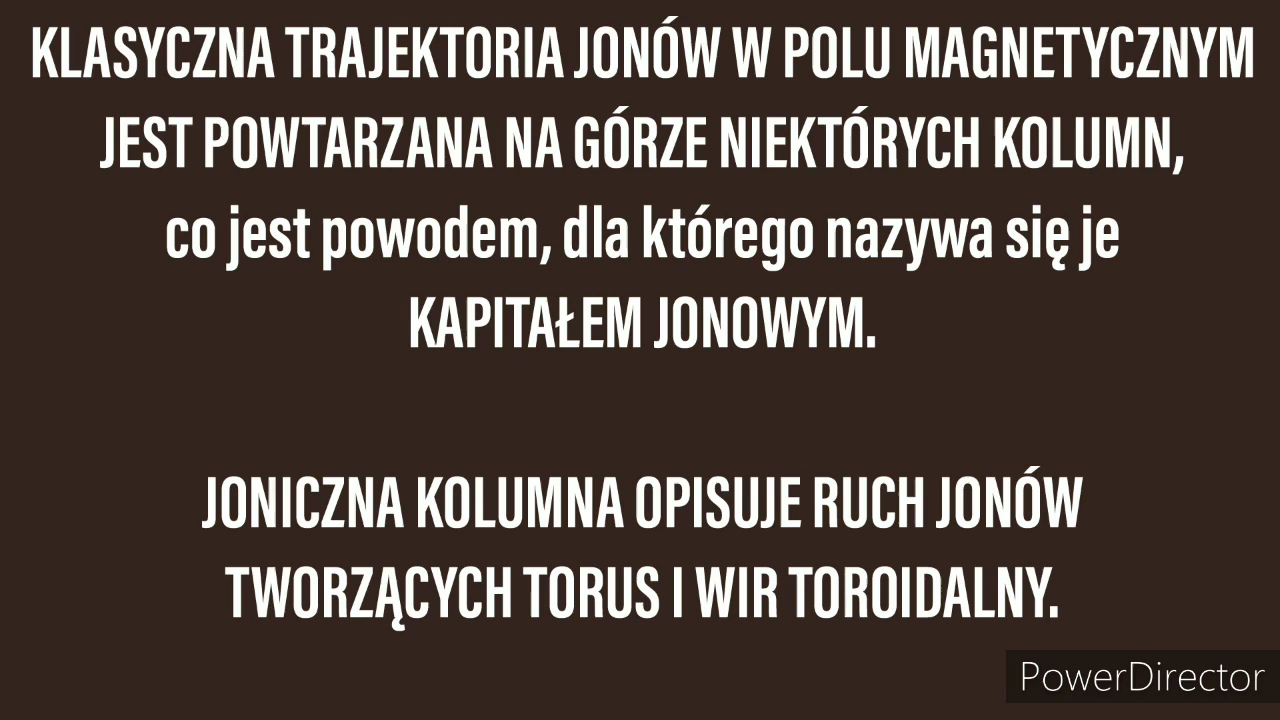 KLASYCZNA TRAJEKTORIA JONÓW W POLU MAGNETYCZNYM
JEST POWTARZANA NA GÓRZE NIEKTÓRYCH KOLUMN,
co jest powodem, dla którego nazywa się je
KAPITAŁEM JONOWYM.
JONICZNA KOLUMNA OPISUJE RUCH JONÓW
TWORZĄCYCH TORUS I WIR TOROIDALNY.
PowerDirector